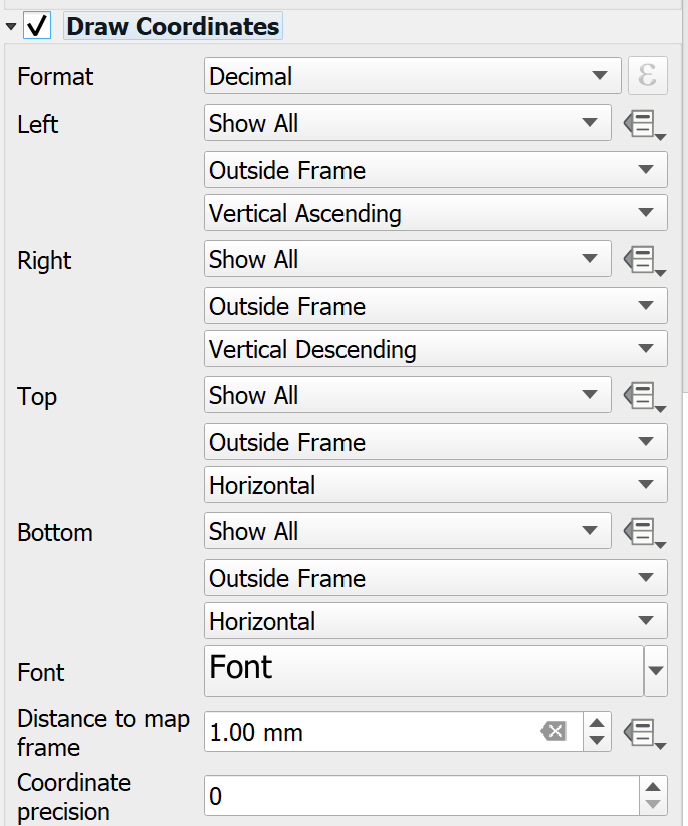 Draw Coordinates
Format Decimal ε
Left Show All
Outside Frame
Vertical Ascending
Right Show All
Outside Frame
Vertical Descending
Top Show All
Outside Frame
Horizontal
Bottom Show All
Outside Frame
Horizontal
Font Font
Distance to map
frame
1.00 mm
Coordinate
precision
0